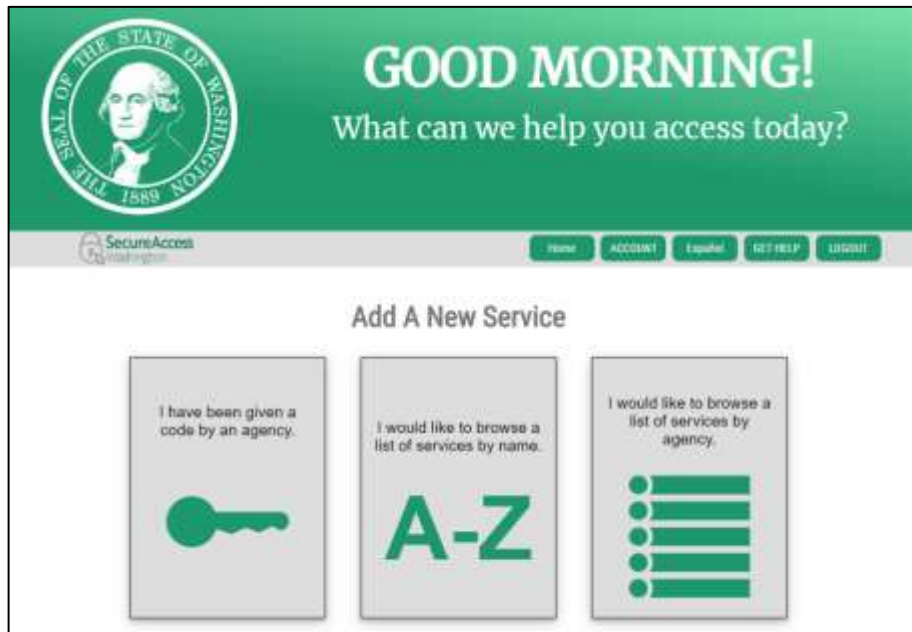 THE SEAL OF THE STATE OF WASHINGTON
1889
GOOD MORNING!
What can we help you access today?
SecureAccess
Washington
Home
ACCOUNT
Español
GET HELP
LOGOUT
Add A New Service
I have been given a
code by an agency.
I would like to browse a
list of services by name.
A-Z
I would like to browse a
list of services by
agency.